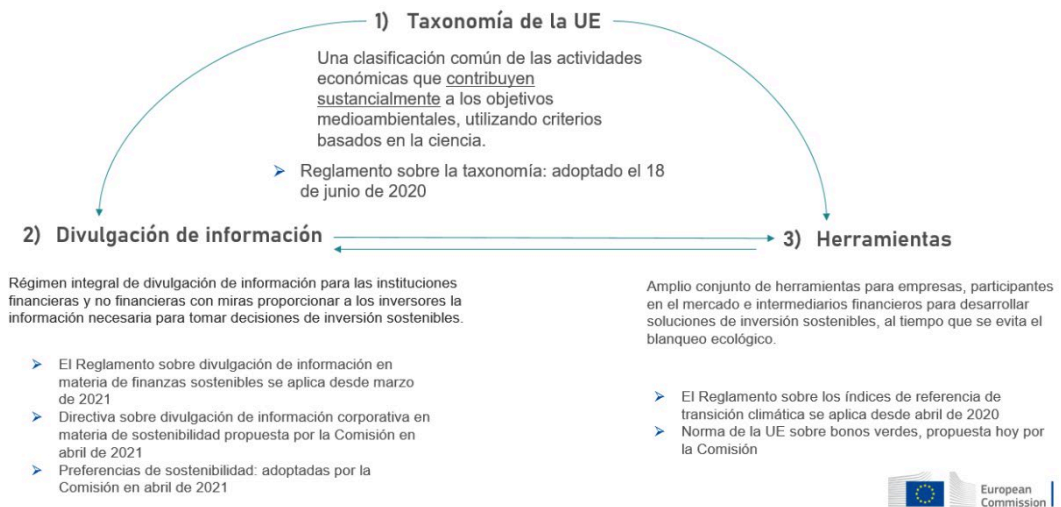 1) Taxonomía de la UE
Una clasificación común de las actividades
económicas que contribuyen
sustancialmente a los objetivos
medioambientales, utilizando criterios
basados en la ciencia.
➢ Reglamento sobre la taxonomía: adoptado el 18
de junio de 2020
2) Divulgación de información
Régimen integral de divulgación de información para las instituciones
financieras y no financieras con miras proporcionar a los inversores la
información necesaria para tomar decisiones de inversión sostenibles.
➢ El Reglamento sobre divulgación de información en
materia de finanzas sostenibles se aplica desde marzo
de 2021
➢ Directiva sobre divulgación de información corporativa en
materia de sostenibilidad propuesta por la Comisión en
abril de 2021
➢ Preferencias de sostenibilidad: adoptadas por la
Comisión en abril de 2021
3) Herramientas
Amplio conjunto de herramientas para empresas, participantes
en el mercado e intermediarios financieros para desarrollar
soluciones de inversión sostenibles, al tiempo que se evita el
blanqueo ecológico.
➢ El Reglamento sobre los índices de referencia de
transición climática se aplica desde abril de 2020
➢ Norma de la UE sobre bonos verdes, propuesta hoy por
la Comisión
European
Commission